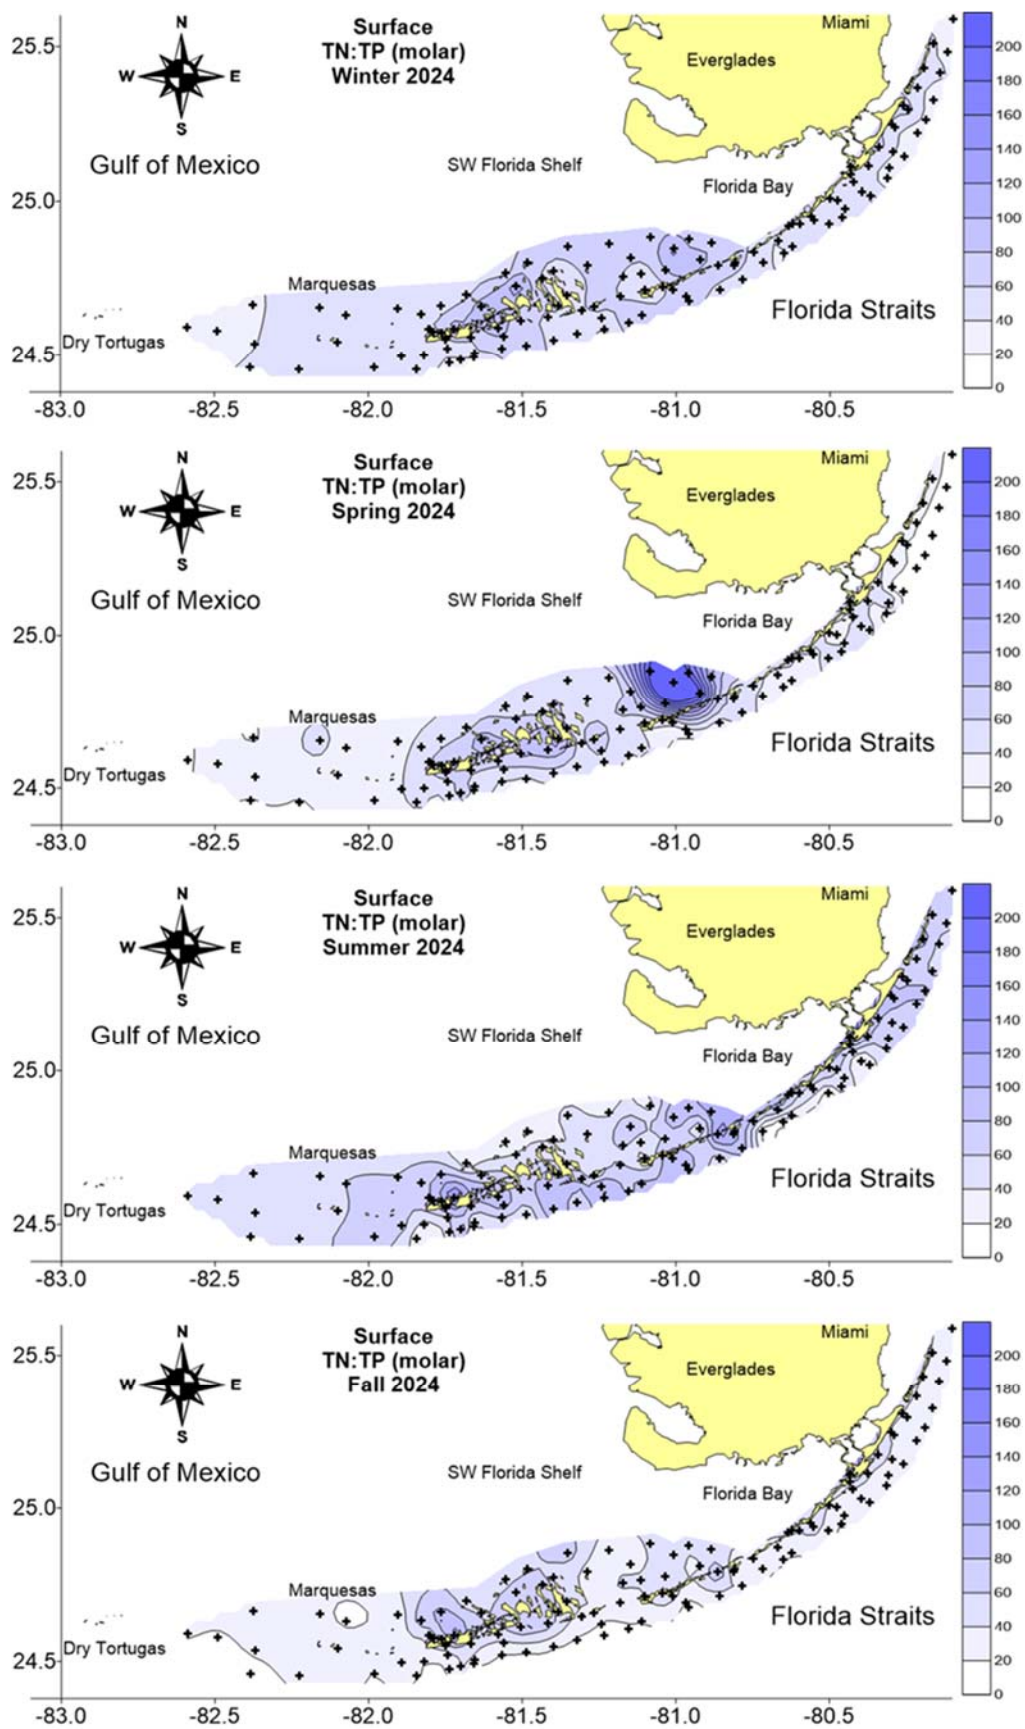 Surface
TN:TP (molar)
Winter 2024
N
W
E
S
Gulf of Mexico
SW Florida Shelf
Miami
Everglades
Florida Bay
Marquesas
Dry Tortugas
Florida Straits
25.5
25.0
24.5
-83.0 -82.5 -82.0 -81.5 -81.0 -80.5
200
180
160
140
120
100
80
60
40
20
0
Surface
TN:TP (molar)
Spring 2024
N
W
E
S
Gulf of Mexico
SW Florida Shelf
Miami
Everglades
Florida Bay
Marquesas
Dry Tortugas
Florida Straits
25.5
25.0
24.5
-83.0 -82.5 -82.0 -81.5 -81.0 -80.5
200
180
160
140
120
100
80
60
40
20
0
Surface
TN:TP (molar)
Summer 2024
N
W
E
S
Gulf of Mexico
SW Florida Shelf
Miami
Everglades
Florida Bay
Marquesas
Dry Tortugas
Florida Straits
25.5
25.0
24.5
-83.0 -82.5 -82.0 -81.5 -81.0 -80.5
200
180
160
140
120
100
80
60
40
20
0
Surface
TN:TP (molar)
Fall 2024
N
W
E
S
Gulf of Mexico
SW Florida Shelf
Miami
Everglades
Florida Bay
Marquesas
Dry Tortugas
Florida Straits
25.5
25.0
24.5
-83.0 -82.5 -82.0 -81.5 -81.0 -80.5
200
180
160
140
120
100
80
60
40
20
0